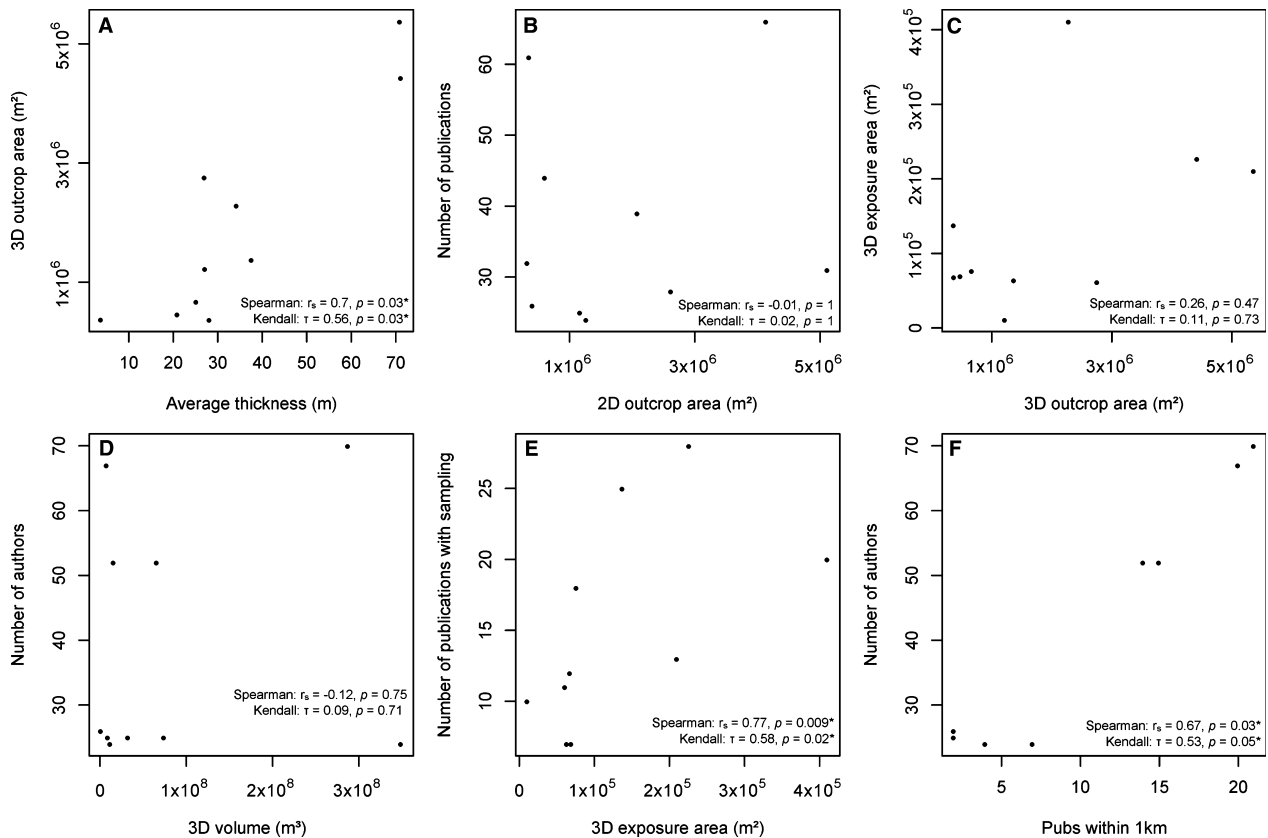 A
3D outcrop area (m²)
5x10⁶
3x10⁶
1x10⁶
Spearman: rₛ = 0.7, p = 0.03*
Kendall: τ = 0.56, p = 0.03*
10 20 30 40 50 60 70
Average thickness (m)
B
Number of publications
60
50
40
30
Spearman: rₛ = -0.01, p = 1
Kendall: τ = 0.02, p = 1
1x10⁶ 3x10⁶ 5x10⁶
2D outcrop area (m²)
C
3D exposure area (m²)
4x10⁵
3x10⁵
2x10⁵
1x10⁵
0
Spearman: rₛ = 0.26, p = 0.47
Kendall: τ = 0.11, p = 0.73
1x10⁶ 3x10⁶ 5x10⁶
3D outcrop area (m²)
D
Number of authors
70
60
50
40
30
Spearman: rₛ = -0.12, p = 0.75
Kendall: τ = 0.09, p = 0.71
0 1x10⁸ 2x10⁸ 3x10⁸
3D volume (m³)
E
Number of publications with sampling
25
20
15
10
Spearman: rₛ = 0.77, p = 0.009*
Kendall: τ = 0.58, p = 0.02*
0 1x10⁵ 2x10⁵ 3x10⁵ 4x10⁵
3D exposure area (m²)
F
Number of authors
70
60
50
40
30
Spearman: rₛ = 0.67, p = 0.03*
Kendall: τ = 0.53, p = 0.05*
5 10 15 20
Pubs within 1km